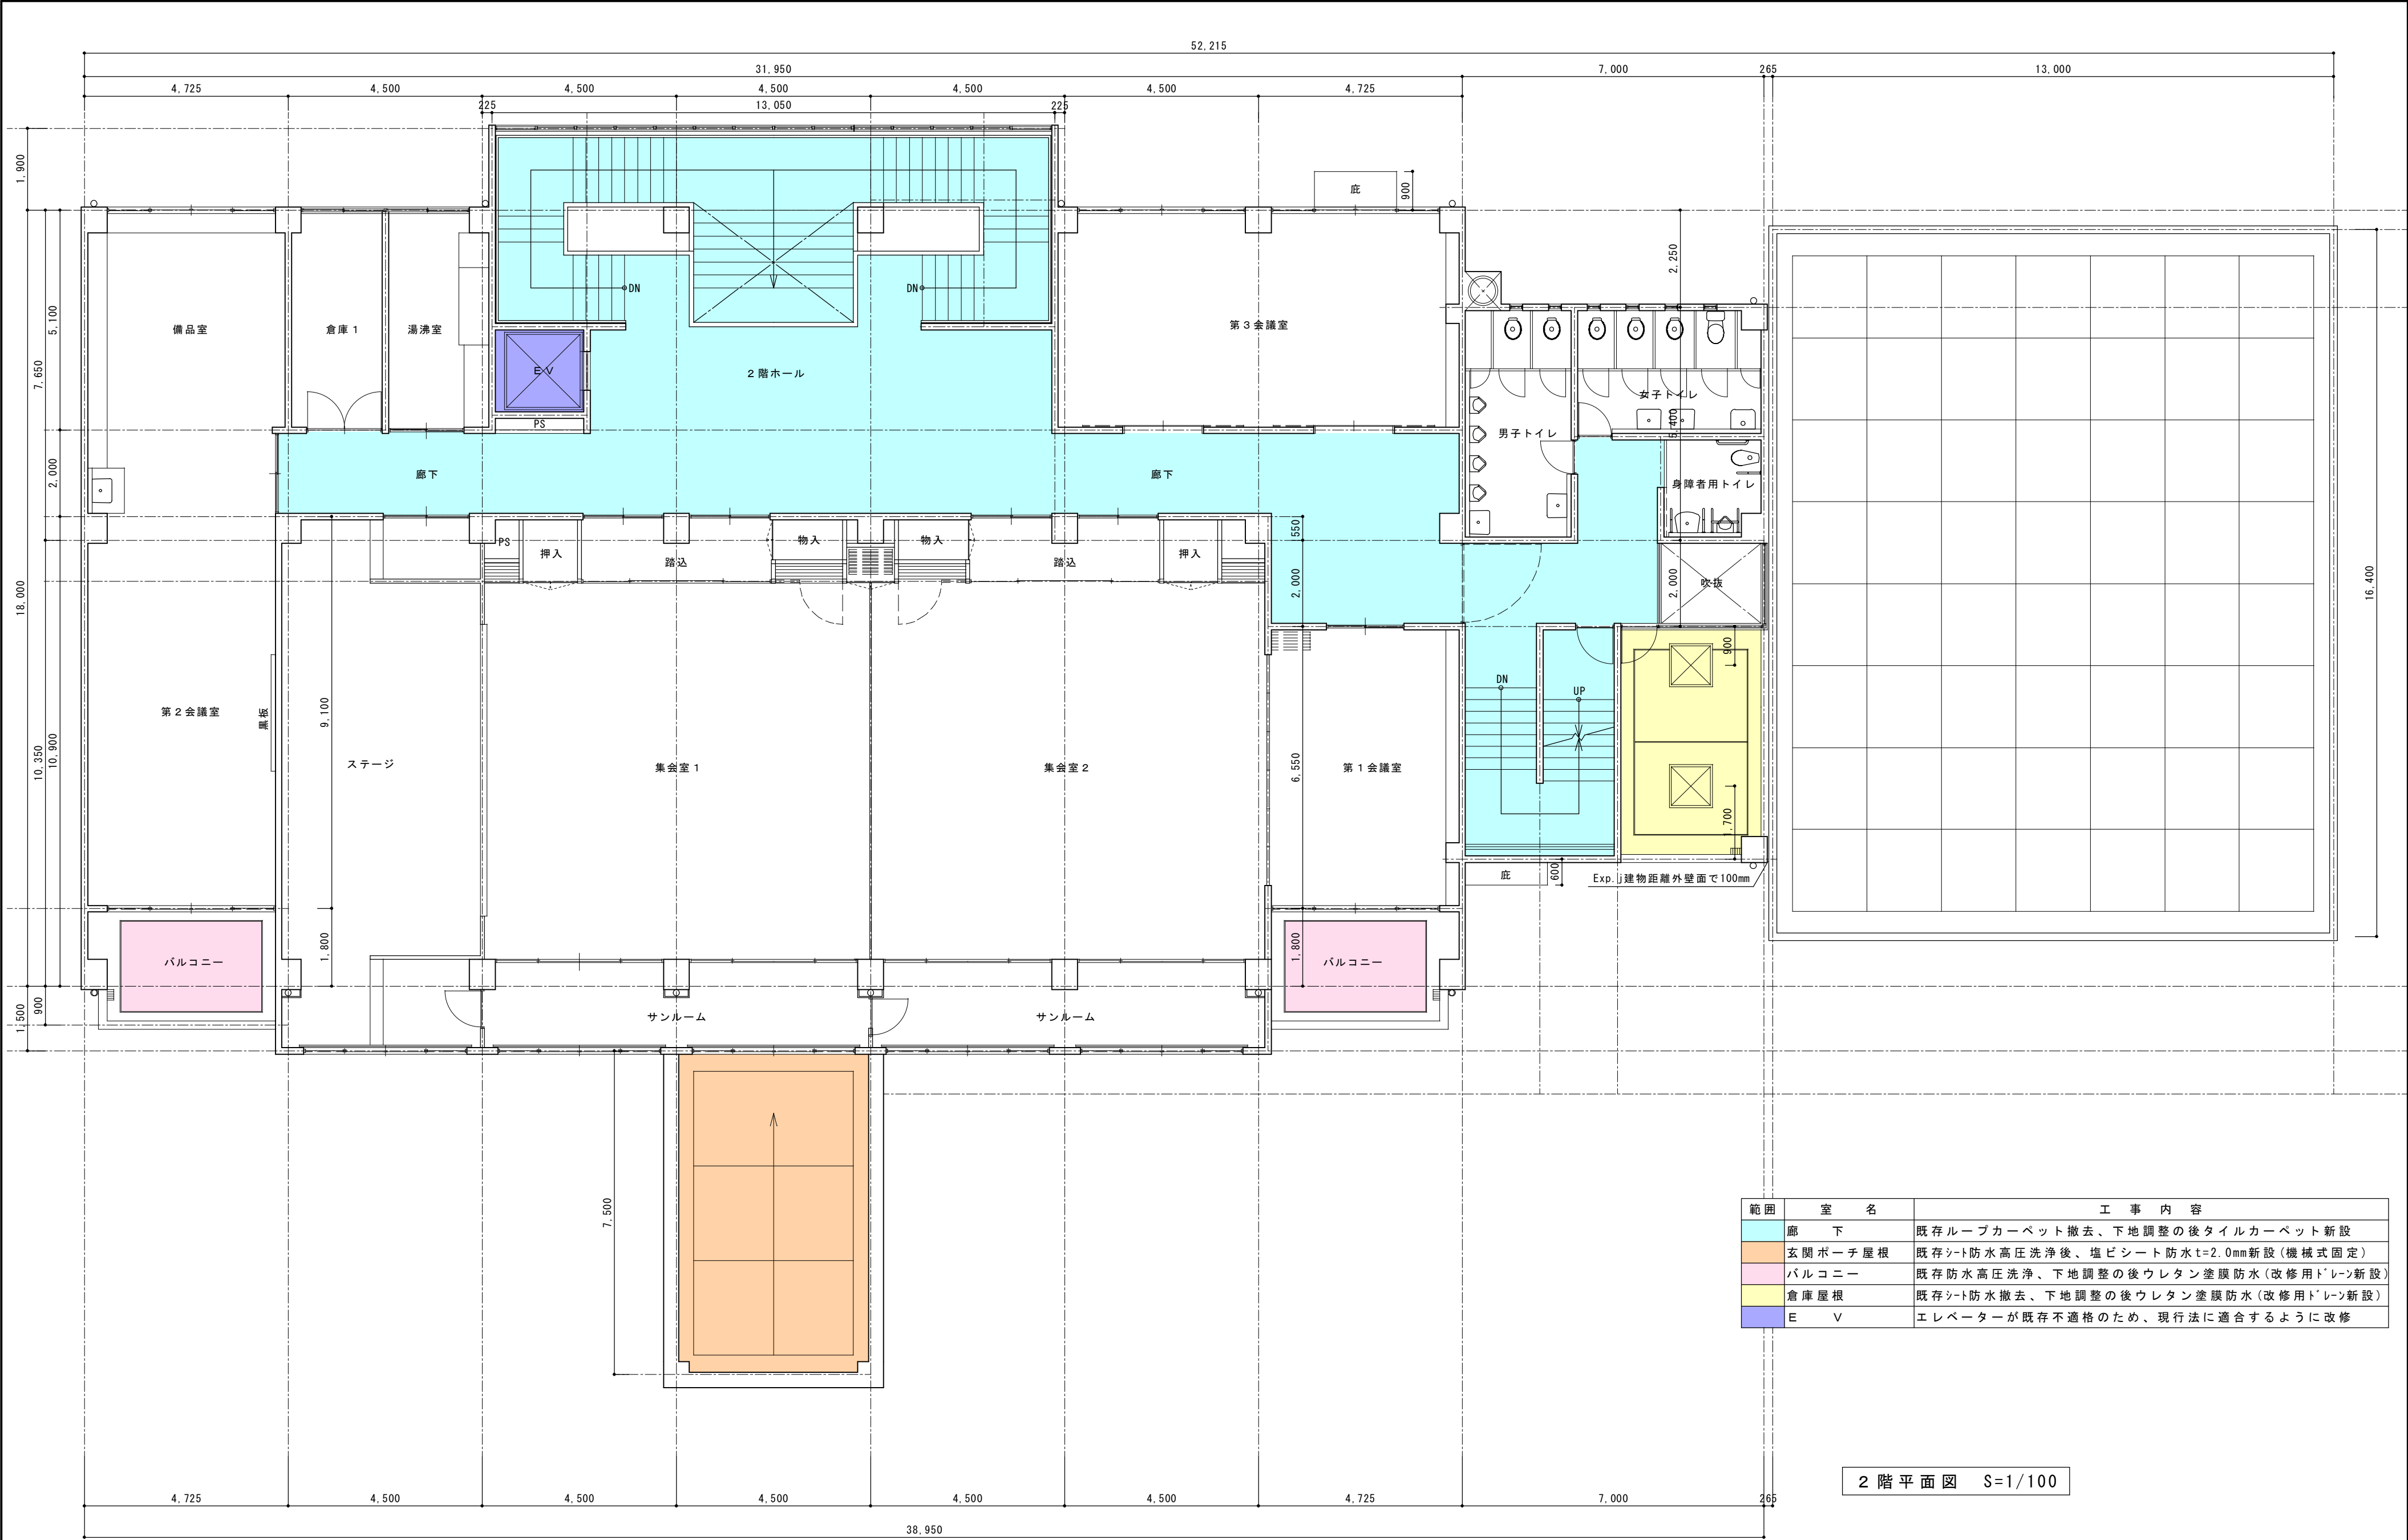 52,215
31,950
7,000
265
13,000
4,725
4,500
4,500
4,500
4,500
4,500
4,725
225
13,050
225
1,900
庇
900
2,250
5,100
7,650
備品室
倉庫１
湯沸室
DN
DN
第３会議室
ＥＶ
２階ホール
PS
女子トイレ
5,400
男子トイレ
2,000
廊下
廊下
身障者用トイレ
550
PS
押入
踏込
物入
物入
踏込
押入
2,000
2,000
吹抜
18,000
16,400
900
10,350
10,900
第２会議室
黒板
9,100
ステージ
集会室１
集会室２
6,550
第１会議室
DN
UP
1,700
庇
600
Exp.j建物距離外壁面で100mm
バルコニー
1,800
1,800
バルコニー
1,500
900
サンルーム
サンルーム
7,500
範囲 室名 工事内容
廊下 既存ループカーペット撤去、下地調整の後タイルカーペット新設
玄関ポーチ屋根 既存ｼｰﾄ防水高圧洗浄後、塩ビシート防水t=2.0mm新設(機械式固定)
バルコニー 既存防水高圧洗浄、下地調整の後ウレタン塗膜防水(改修用ﾄﾞﾚｰﾝ新設)
倉庫屋根 既存ｼｰﾄ防水撤去、下地調整の後ウレタン塗膜防水(改修用ﾄﾞﾚｰﾝ新設)
ＥＶ エレベーターが既存不適格のため、現行法に適合するように改修
２階平面図 S=1/100
4,725
4,500
4,500
4,500
4,500
4,500
4,725
7,000
265
38,950